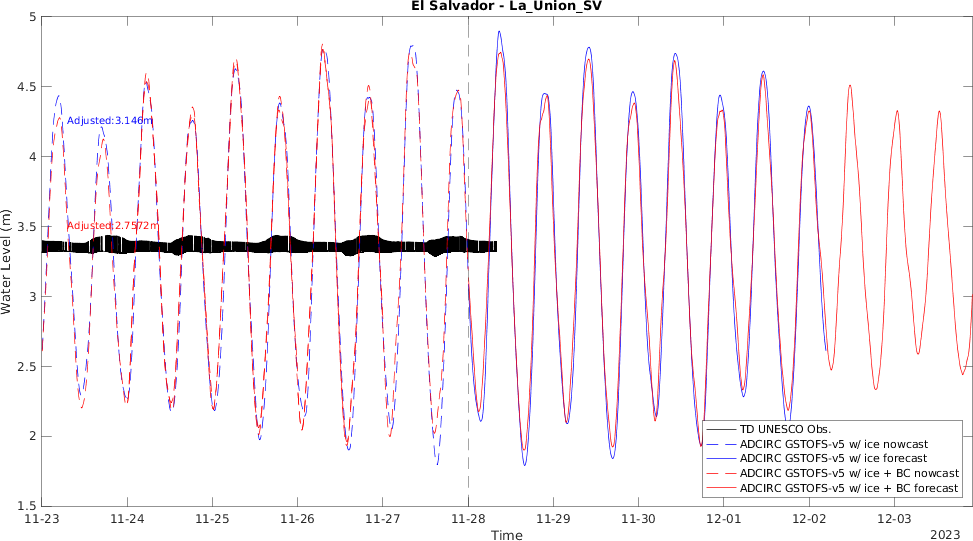 El Salvador - La_Union_SV
5
4.5
4
3.5
3
2.5
2
1.5
Water Level (m)
Adjusted:3.146m
Adjusted:2.7572m
TD UNESCO Obs.
ADCIRC GSTOFS-v5 w/ ice nowcast
ADCIRC GSTOFS-v5 w/ ice forecast
ADCIRC GSTOFS-v5 w/ ice + BC nowcast
ADCIRC GSTOFS-v5 w/ ice + BC forecast
11-23 11-24 11-25 11-26 11-27 11-28 11-29 11-30 12-01 12-02 12-03
Time
2023